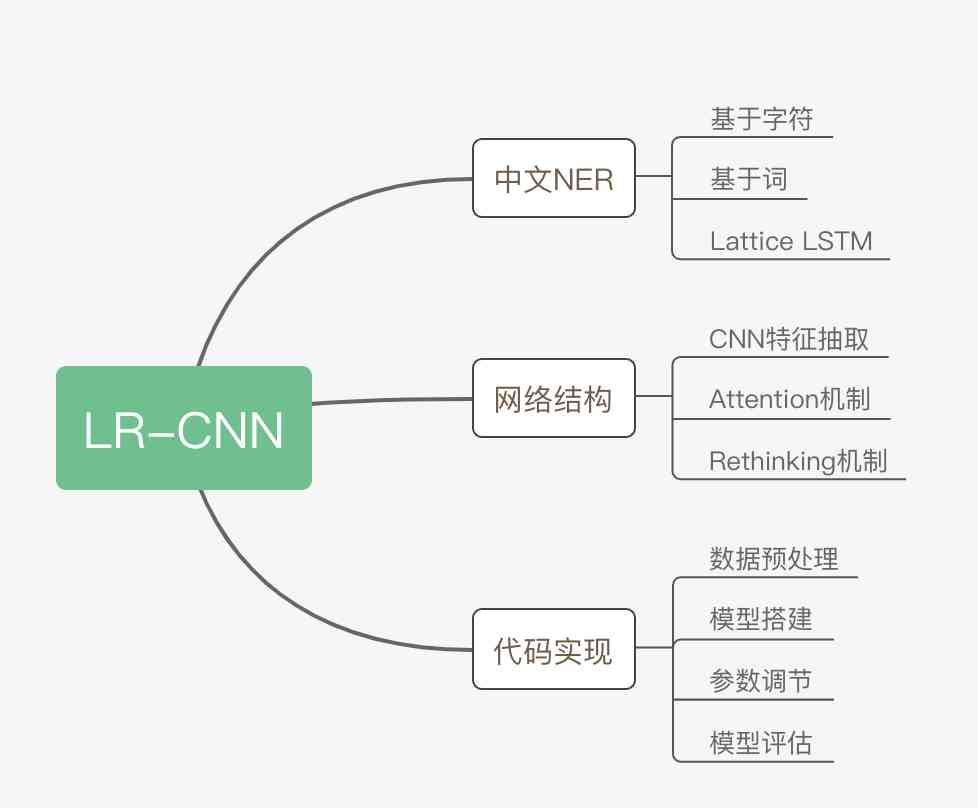 LR-CNN
中文NER
基于字符
基于词
Lattice LSTM
网络结构
CNN特征抽取
Attention机制
Rethinking机制
代码实现
数据预处理
模型搭建
参数调节
模型评估